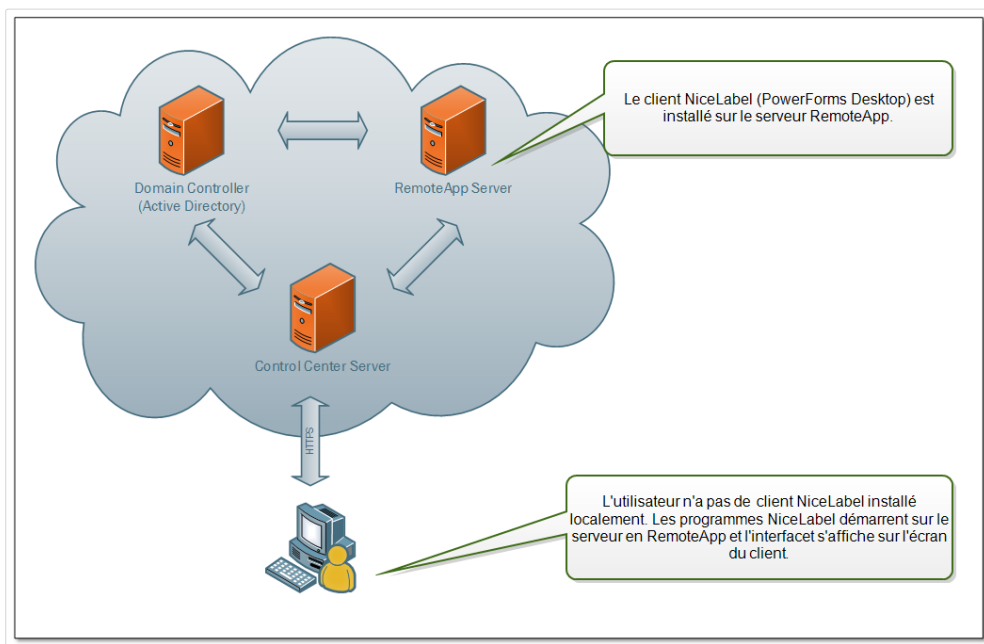 Le client NiceLabel (PowerForms Desktop) est
installé sur le serveur RemoteApp.
Domain Controller
(Active Directory)
RemoteApp Server
Control Center Server
HTTPS
L'utilisateur n'a pas de client NiceLabel installé
localement. Les programmes NiceLabel démarrent sur le
serveur en RemoteApp et l'interfacet s'affiche sur l'écran
du client.